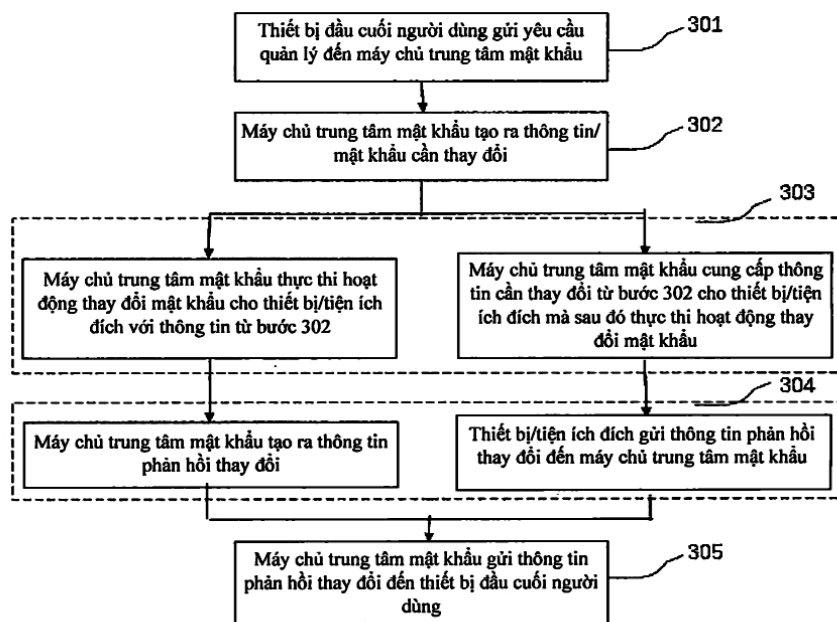 Thiết bị đầu cuối người dùng gửi yêu cầu
quản lý đến máy chủ trung tâm mật khẩu
301
Máy chủ trung tâm mật khẩu tạo ra thông tin/
mật khẩu cần thay đổi
302
303
Máy chủ trung tâm mật khẩu thực thi hoạt
động thay đổi mật khẩu cho thiết bị/tiện ích
đích với thông tin từ bước 302
Máy chủ trung tâm mật khẩu cung cấp thông
tin cần thay đổi từ bước 302 cho thiết bị/tiện
ích đích mà sau đó thực thi hoạt động thay
đổi mật khẩu
304
Máy chủ trung tâm mật khẩu tạo ra thông tin
phản hồi thay đổi
Thiết bị/tiện ích đích gửi thông tin phản hồi
thay đổi đến máy chủ trung tâm mật khẩu
Máy chủ trung tâm mật khẩu gửi thông tin
phản hồi thay đổi đến thiết bị đầu cuối người
dùng
305